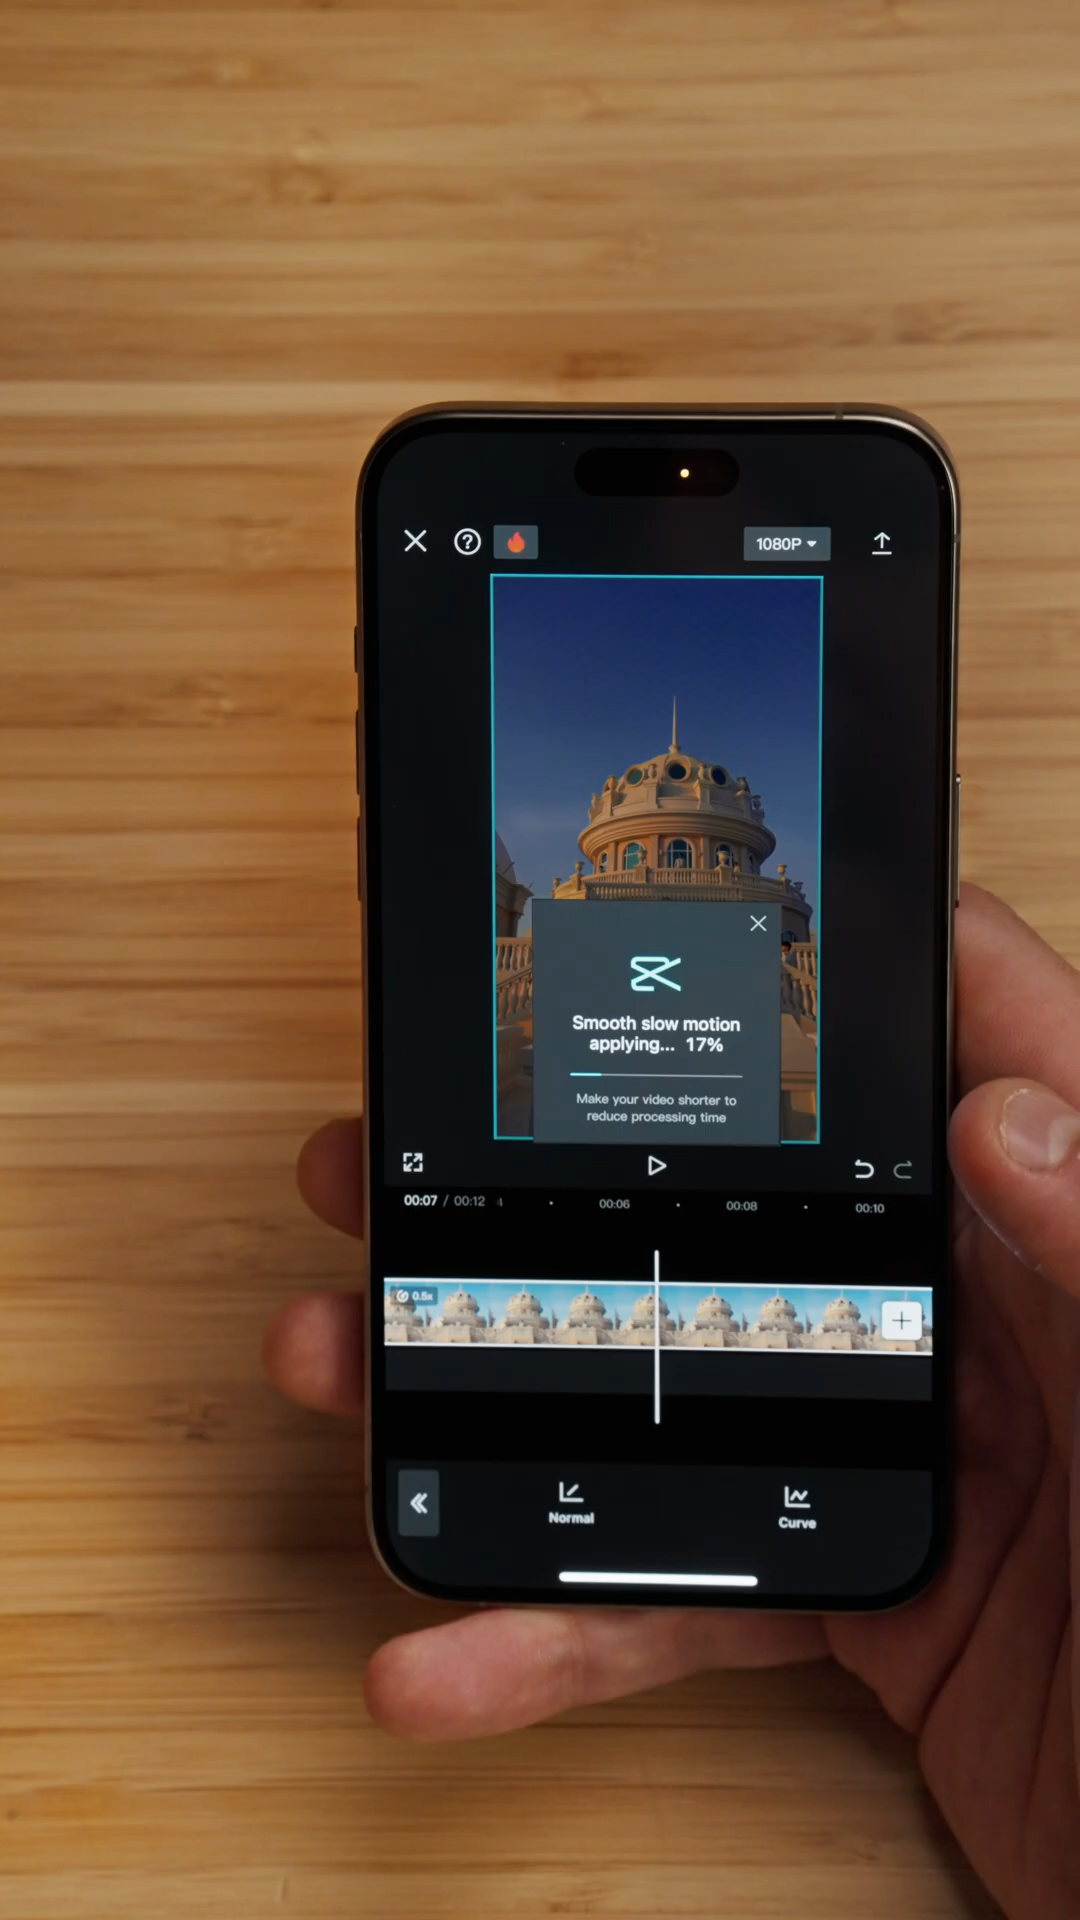 1080P
Smooth slow motion
applying... 17%
Make your video shorter to
reduce processing time
00:07 / 00:12 4 00:06 00:08 00:10
0.5x
Normal
Curve